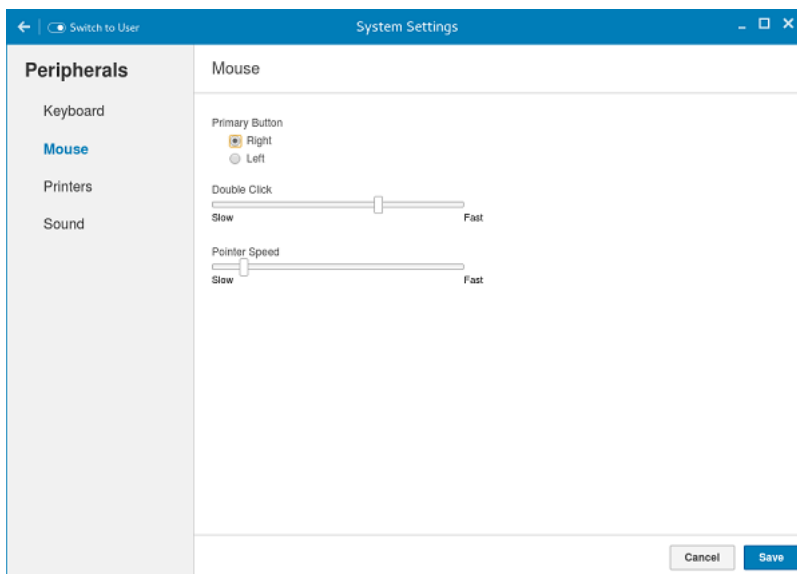 Switch to User
System Settings
Peripherals
Keyboard
Mouse
Printers
Sound
Mouse
Primary Button
Right
Left
Double Click
Slow Fast
Pointer Speed
Slow Fast
Cancel Save